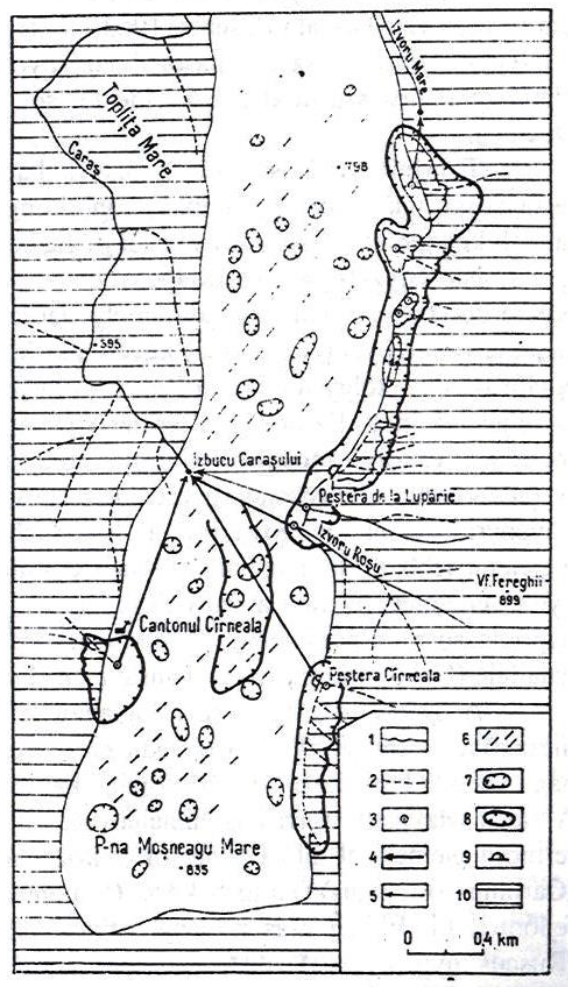 Izvoru Mare
Toplița Mare
Caraș
798
595
Izbucu Carașului
Peștera de la Lupărie
Izvoru Roșu
Vf. Fereghii
899
Cantonul Cîrneala
Peștera Cîrneala
P-na Mosneagu Mare
835
1
2
3
4
5
6
7
8
9
10
0 0,4 km